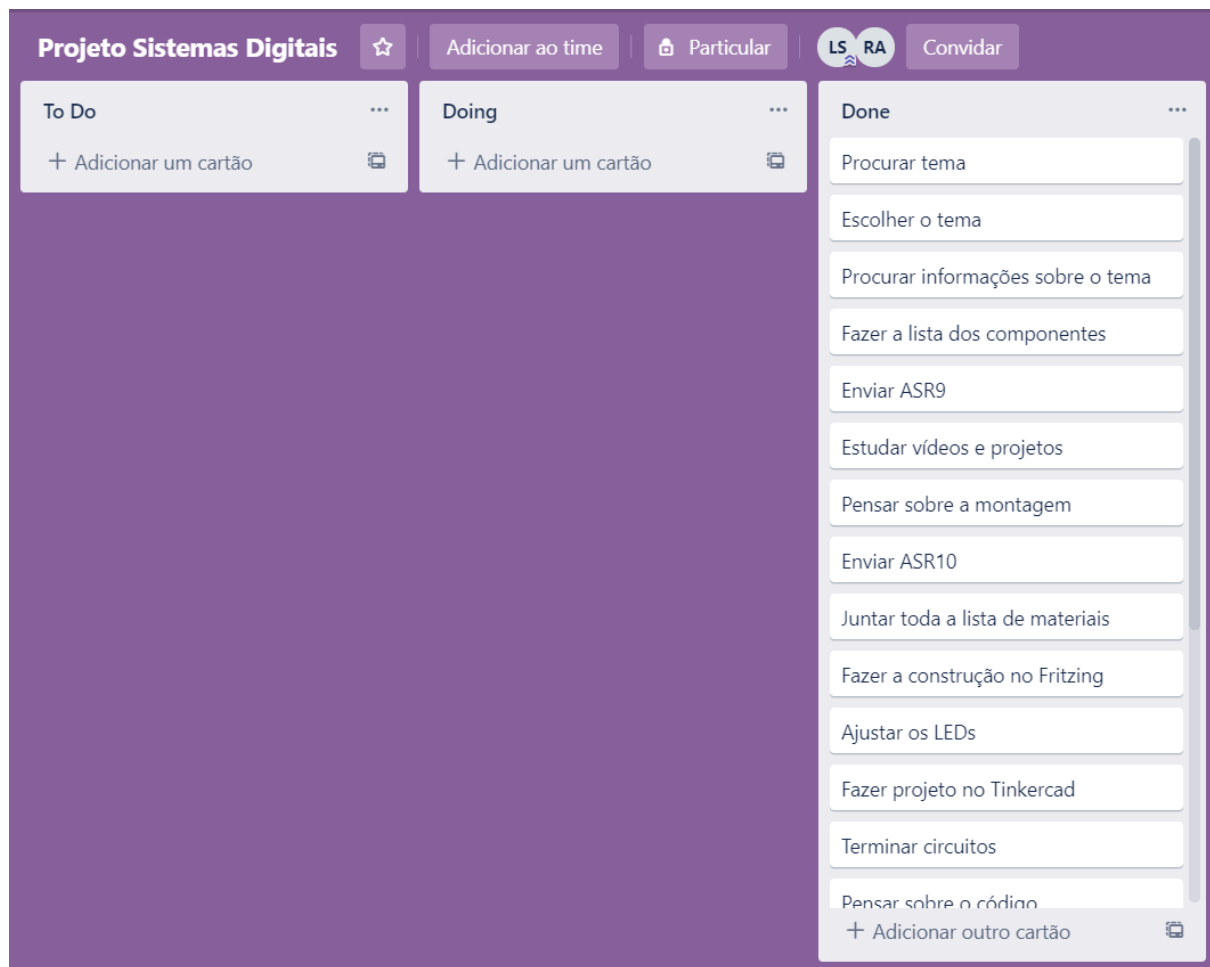 Projeto Sistemas Digitais
Adicionar ao time
Particular
LS
RA
Convidar
To Do
+ Adicionar um cartão
Doing
+ Adicionar um cartão
Done
Procurar tema
Escolher o tema
Procurar informações sobre o tema
Fazer a lista dos componentes
Enviar ASR9
Estudar vídeos e projetos
Pensar sobre a montagem
Enviar ASR10
Juntar toda a lista de materiais
Fazer a construção no Fritzing
Ajustar os LEDs
Fazer projeto no Tinkercad
Terminar circuitos
Pensar sobre o código
+ Adicionar outro cartão